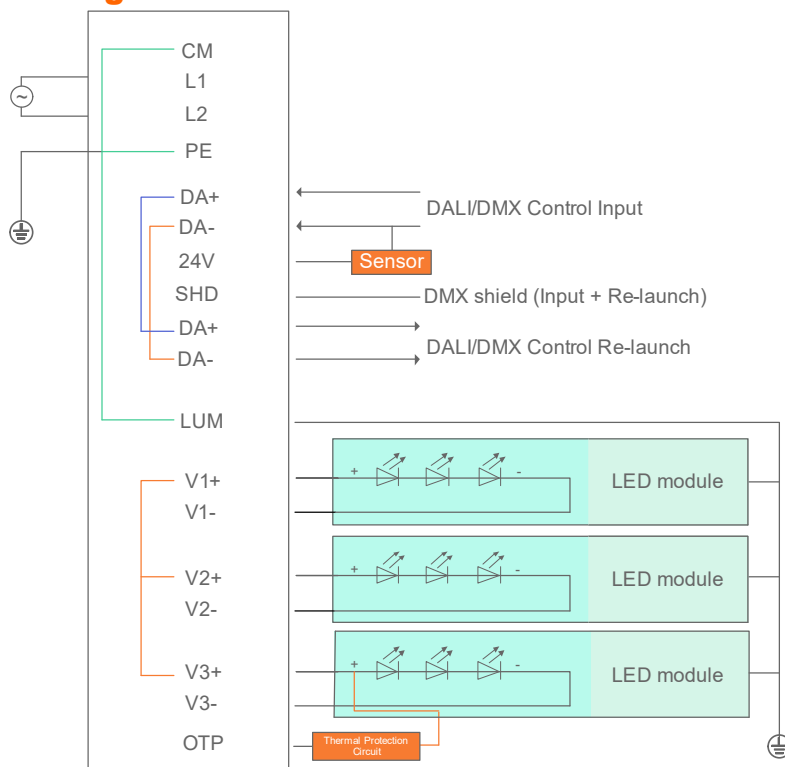 CM
L1
L2
PE
DA+
DA-
24V
SHD
DA+
DA-
LUM
V1+
V1-
V2+
V2-
V3+
V3-
OTP
~
DALI/DMX Control Input
Sensor
DMX shield (Input + Re-launch)
DALI/DMX Control Re-launch
+ -
LED module
+ -
LED module
+ -
LED module
Thermal Protection
Circuit